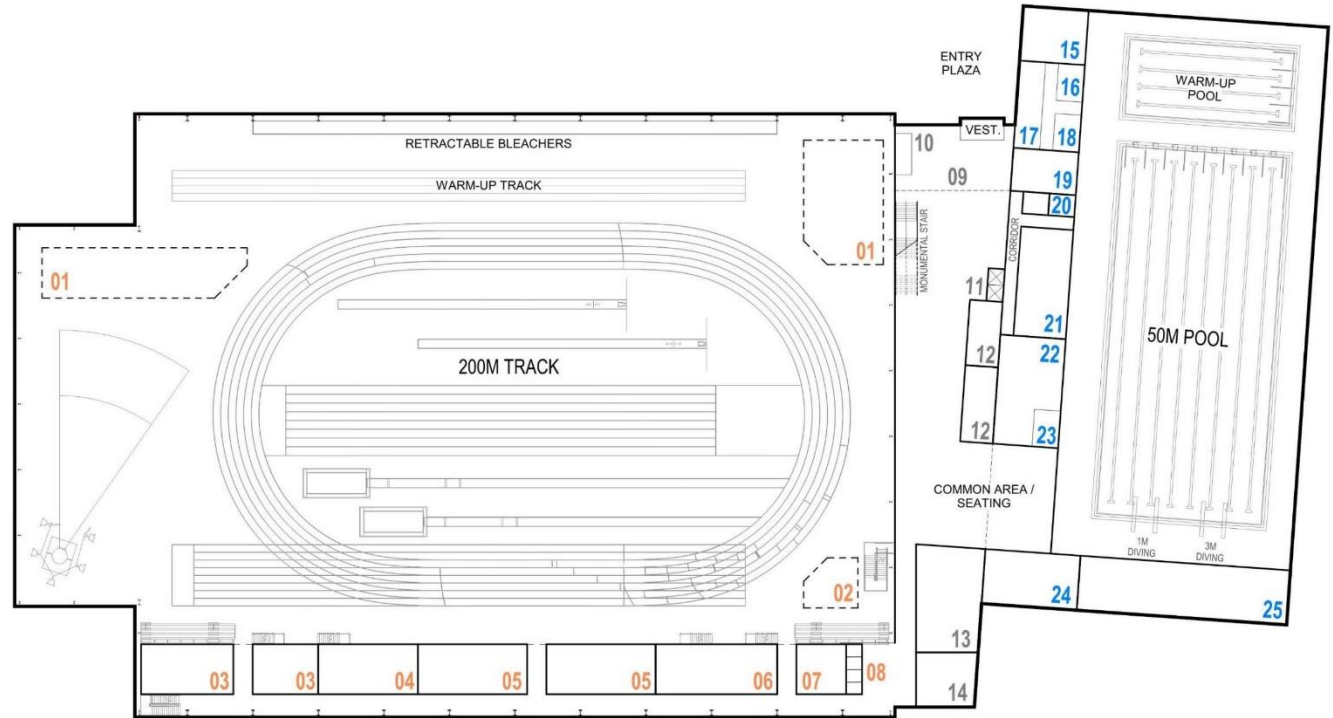 ENTRY
PLAZA
15
16
WARM-UP
POOL
17
18
VEST.
10
RETRACTABLE BLEACHERS
09
19
WARM-UP TRACK
20
01
01
MONUMENTAL STAIR
CORRIDOR
11
21
50M POOL
22
12
200M TRACK
12
23
COMMON AREA /
SEATING
1M
DIVING
3M
DIVING
02
24
25
13
03
03
04
05
05
06
07
08
14